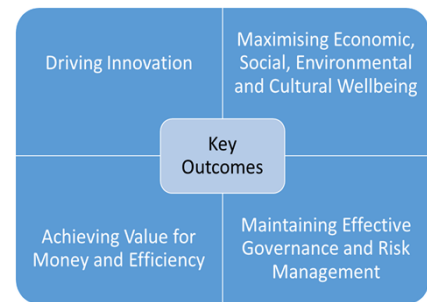 Driving Innovation
Maximising Economic,
Social, Environmental
and Cultural Wellbeing
Key
Outcomes
Achieving Value for
Money and Efficiency
Maintaining Effective
Governance and Risk
Management